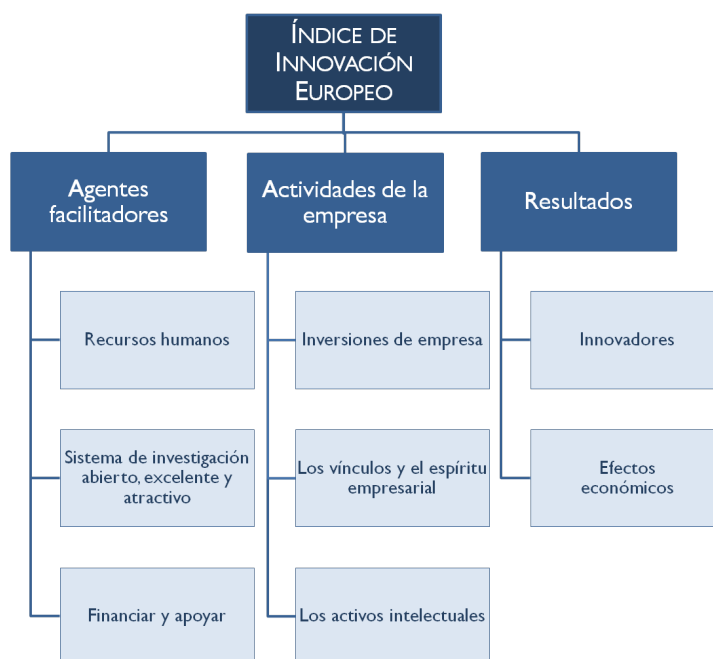 ÍNDICE DE
INNOVACIÓN
EUROPEO
Agentes
facilitadores
Actividades de la
empresa
Resultados
Recursos humanos
Inversiones de empresa
Innovadores
Sistema de investigación
abierto, excelente y
atractivo
Los vínculos y el espíritu
empresarial
Efectos
económicos
Financiar y apoyar
Los activos intelectuales